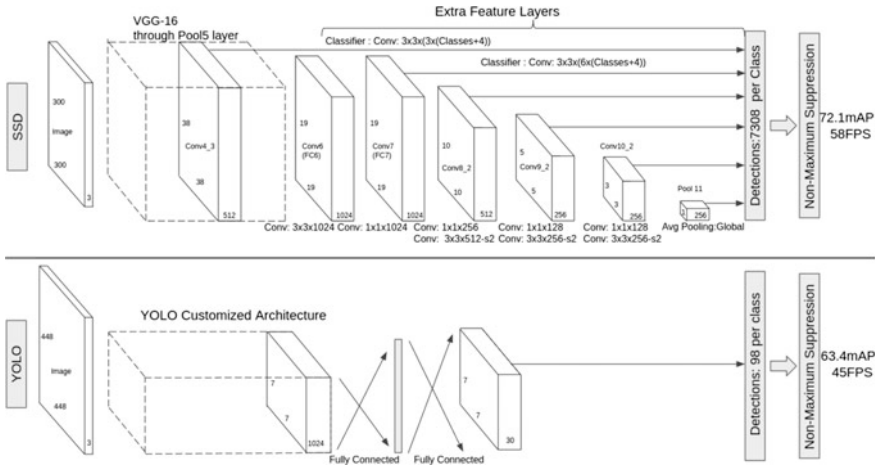 Extra Feature Layers
VGG-16
through Pool5 layer
Classifier : Conv: 3x3x(3x(Classes+4))
Classifier : Conv: 3x3x(6x(Classes+4))
SSD
300
Image
300
3
38
Conv4_3
38
512
19
Conv6
(FC6)
19
1024
19
Conv7
(FC7)
19
1024
10
Conv8_2
10
512
5
Conv9_2
5
256
Conv10_2
3
3
256
Pool 11
1
256
Conv: 3x3x1024
Conv: 1x1x1024
Conv: 1x1x256
Conv: 3x3x512-s2
Conv: 1x1x128
Conv: 3x3x256-s2
Conv: 1x1x128
Conv: 3x3x256-s2
Avg Pooling:Global
Detections:7308 per Class
Non-Maximum Suppression
72.1mAP
58FPS
YOLO
448
Image
448
3
YOLO Customized Architecture
7
7
1024
Fully Connected
Fully Connected
7
7
30
Detections: 98 per class
Non-Maximum Suppression
63.4mAP
45FPS